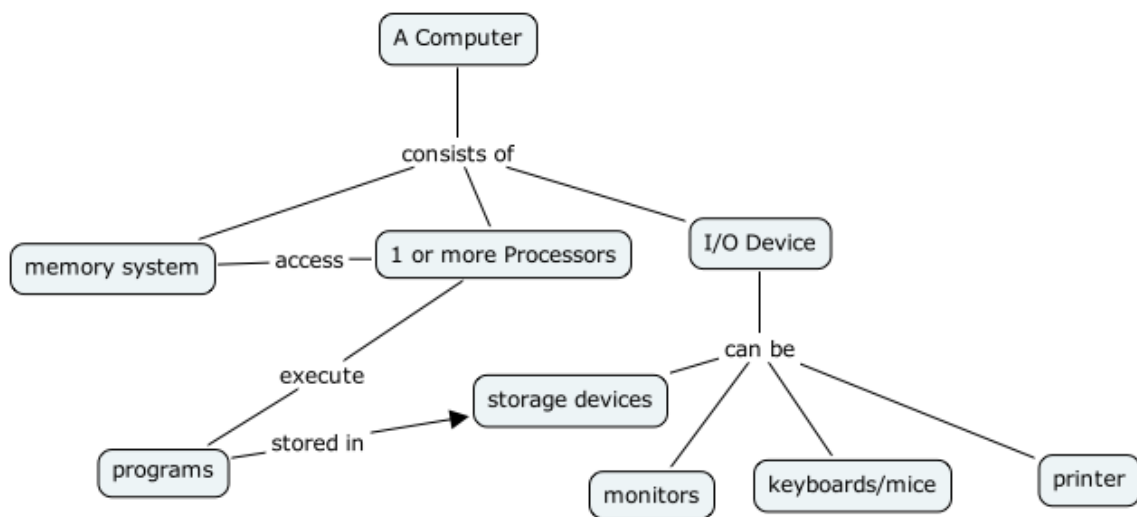 A Computer
consists of
memory system
access
1 or more Processors
I/O Device
execute
can be
storage devices
programs
stored in
monitors
keyboards/mice
printer